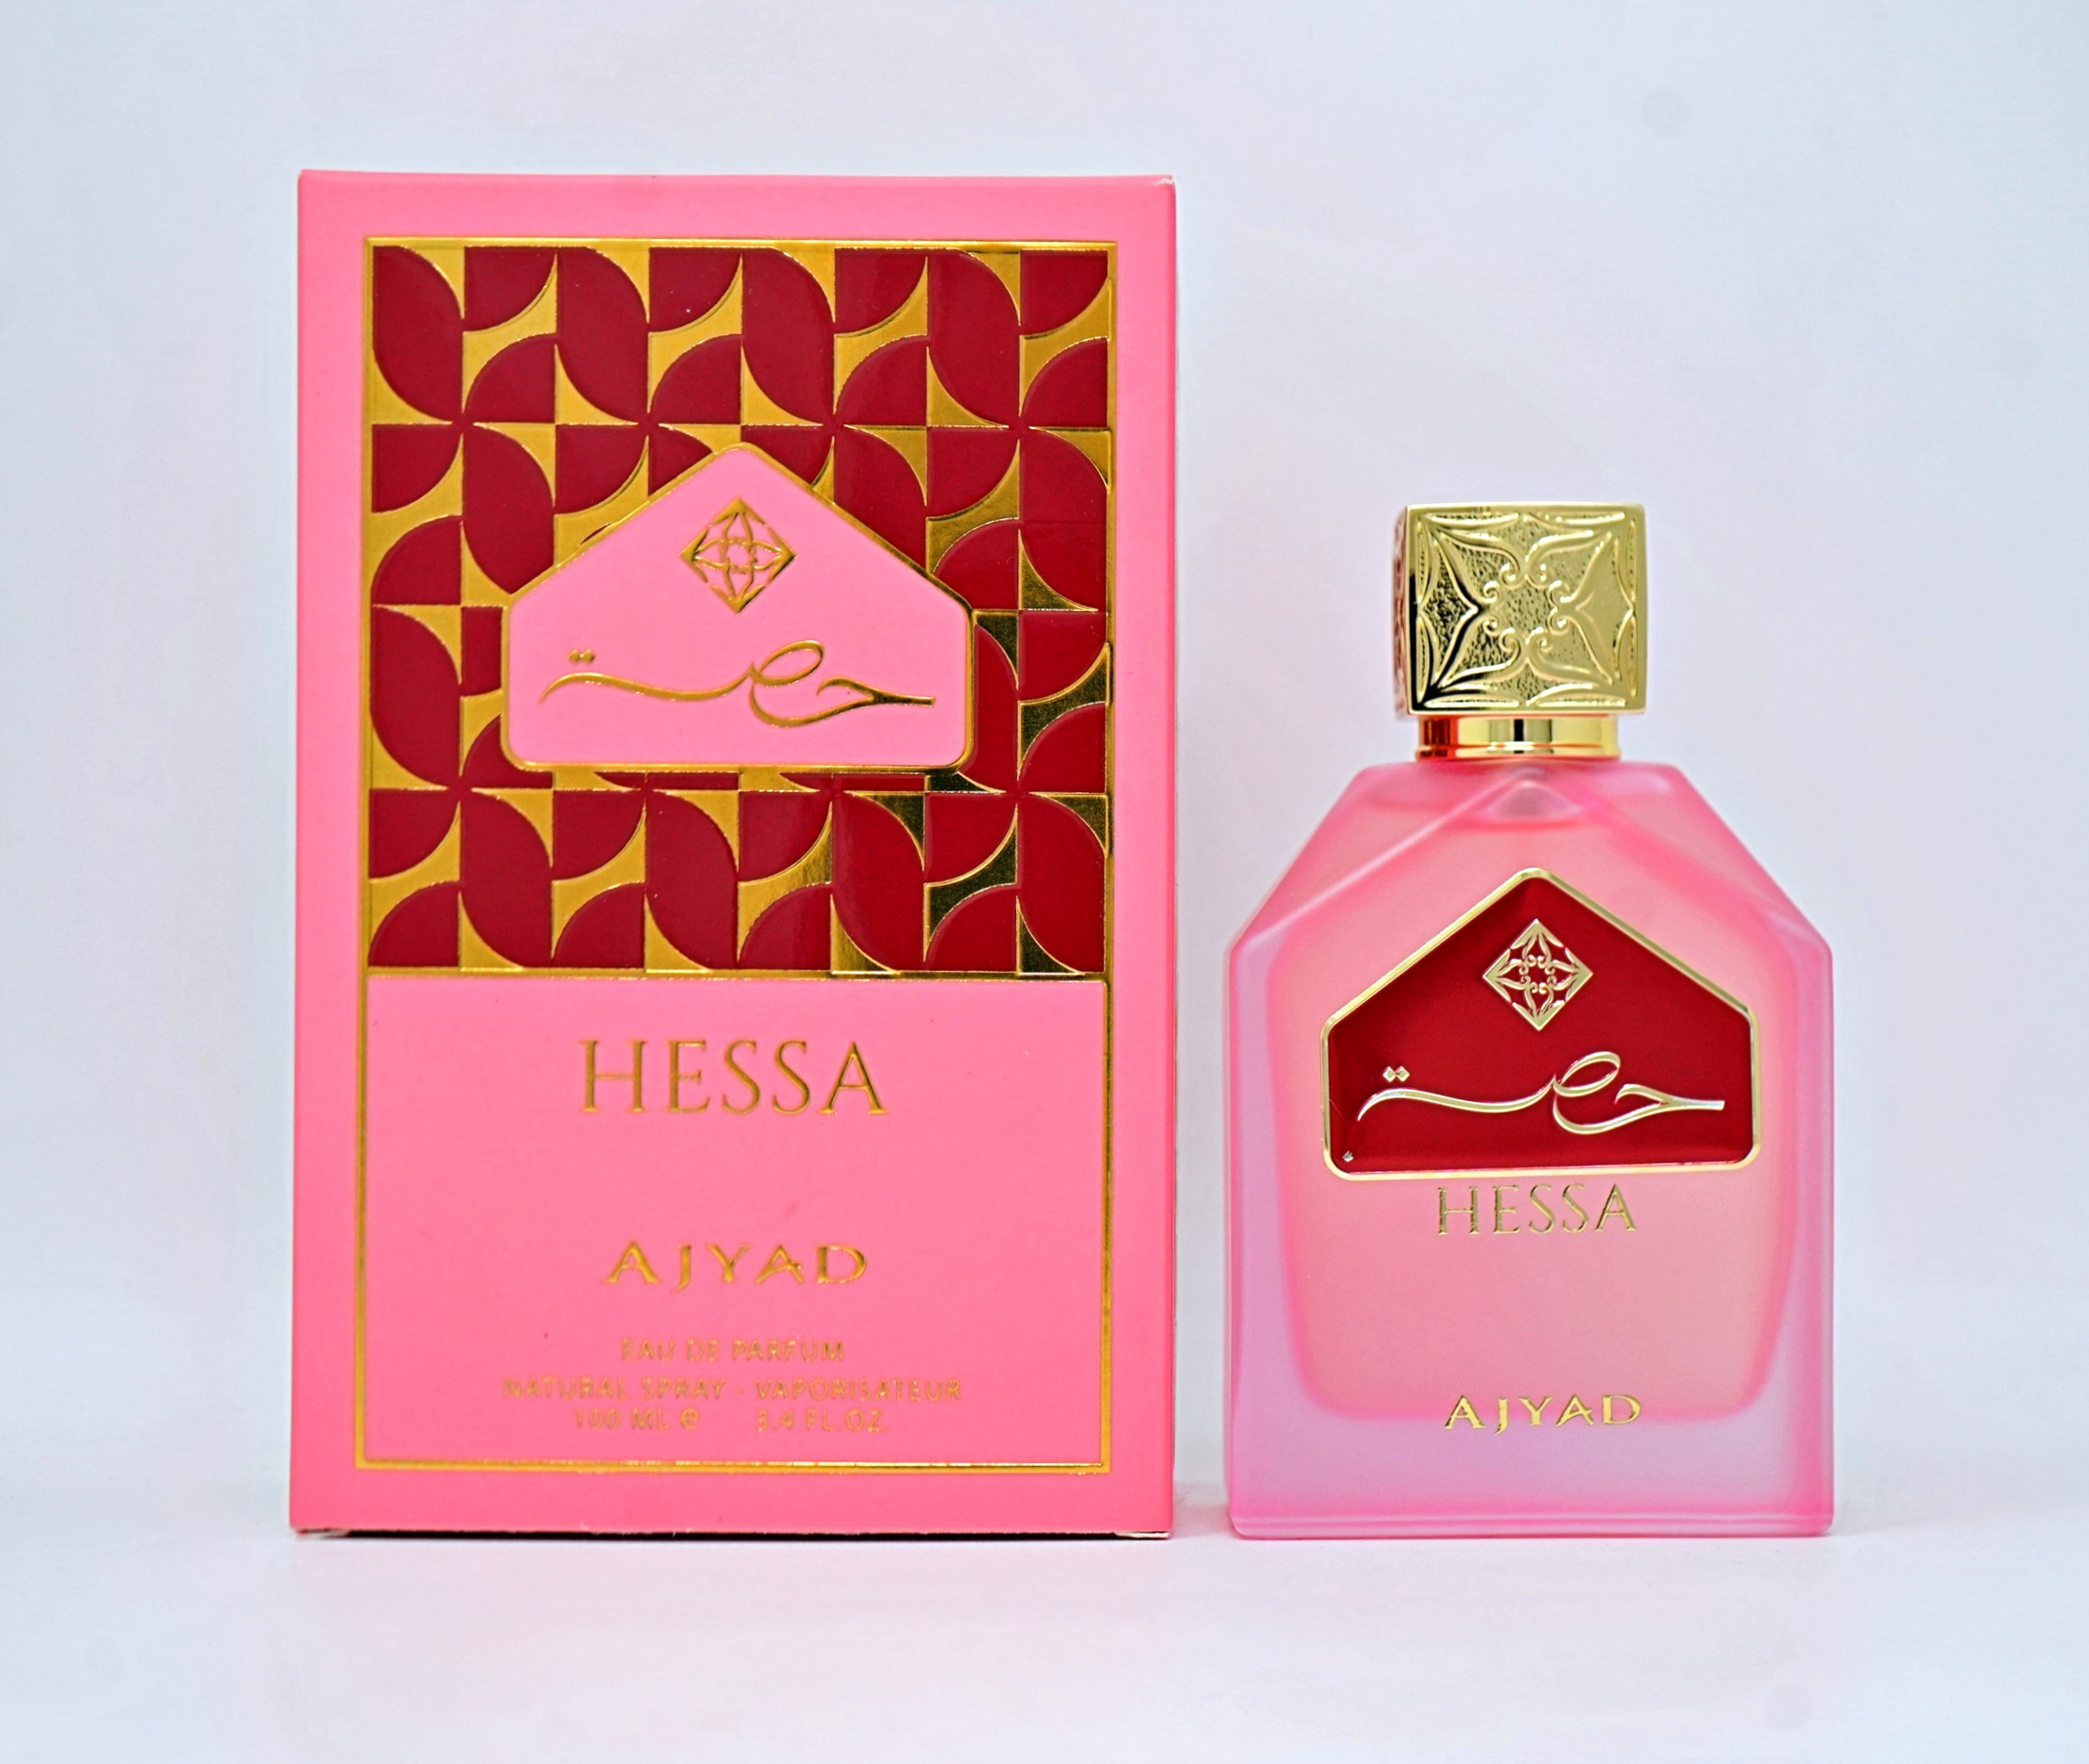 حصة
HESSA
AJYAD
EAU DE PARFUM
NATURAL SPRAY - VAPORISATEUR
100 ML ℮ 3.4 FL.OZ.
حصة
HESSA
AJYAD